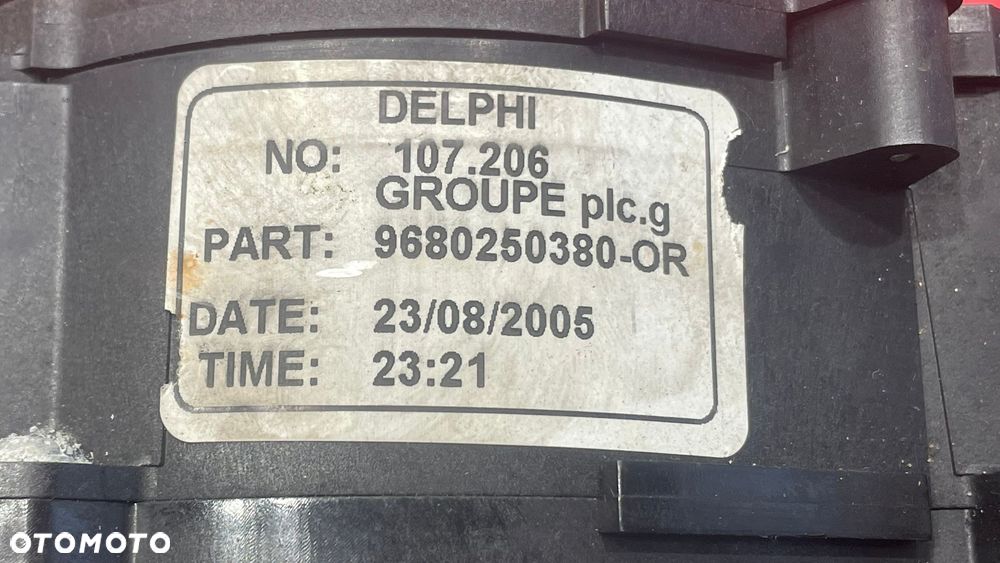 DELPHI
NO: 107.206
GROUPE plc.g
PART: 9680250380-OR
DATE: 23/08/2005
TIME: 23:21
OTOMOTO